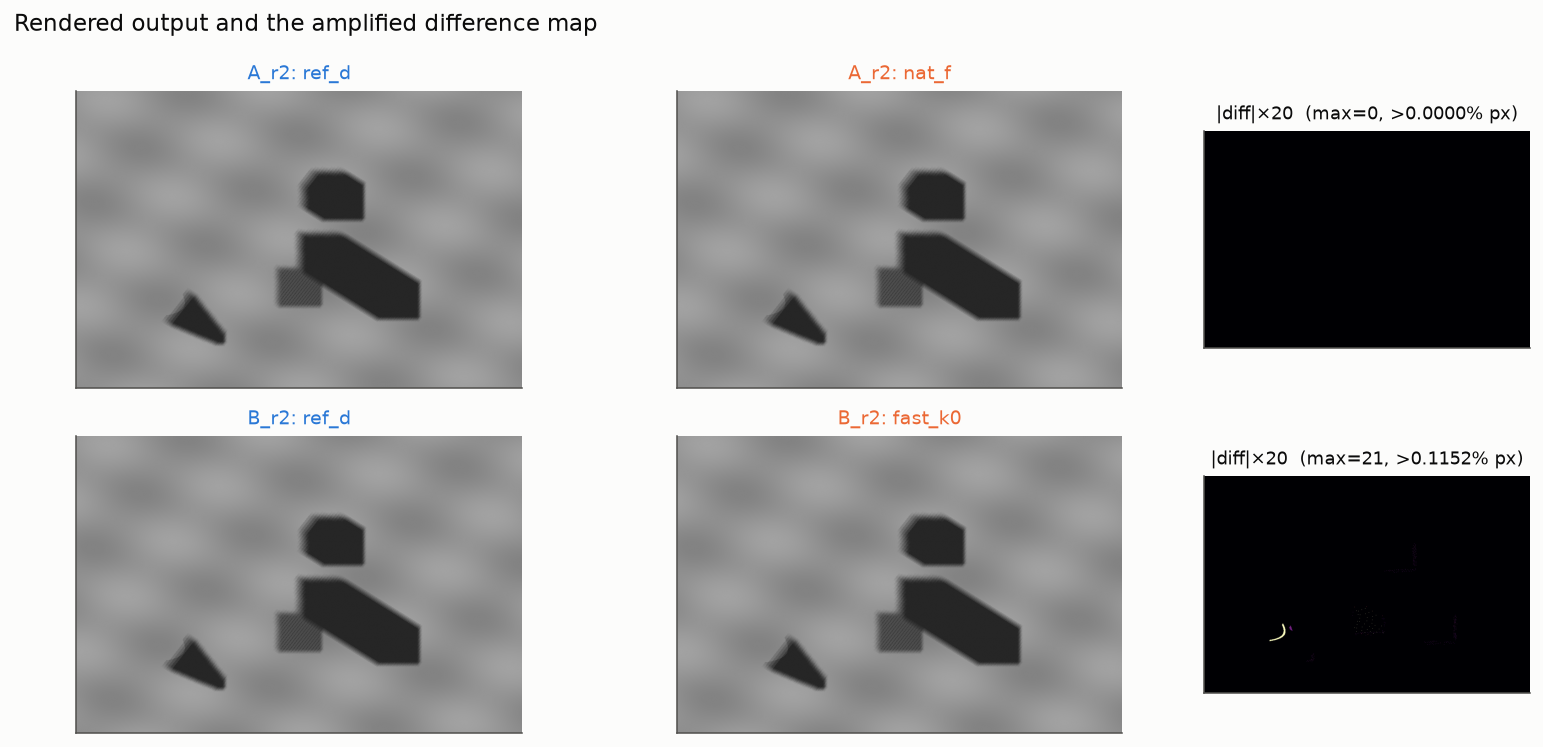 Rendered output and the amplified difference map
A_r2: ref_d
A_r2: nat_f
|diff|×20  (max=0, >0.0000% px)
B_r2: ref_d
B_r2: fast_k0
|diff|×20  (max=21, >0.1152% px)